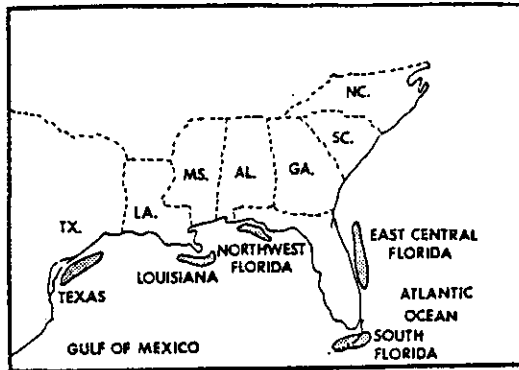 NC.
SC.
MS.
AL.
GA.
LA.
TX.
EAST CENTRAL
FLORIDA
NORTHWEST
FLORIDA
LOUISIANA
TEXAS
ATLANTIC
OCEAN
SOUTH
FLORIDA
GULF OF MEXICO